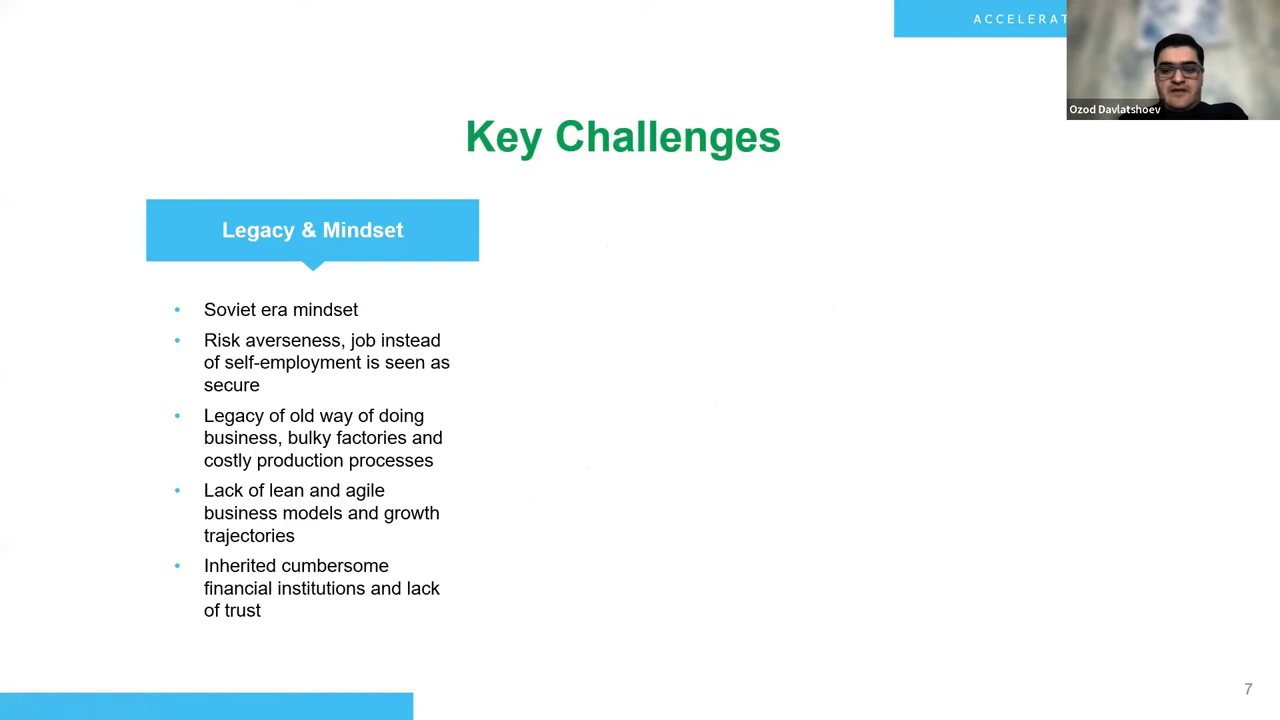 ACCELERAT
Ozod Davlatshoev
Key Challenges
Legacy & Mindset
• Soviet era mindset
• Risk averseness, job instead
of self-employment is seen as
secure
• Legacy of old way of doing
business, bulky factories and
costly production processes
• Lack of lean and agile
business models and growth
trajectories
• Inherited cumbersome
financial institutions and lack
of trust
7